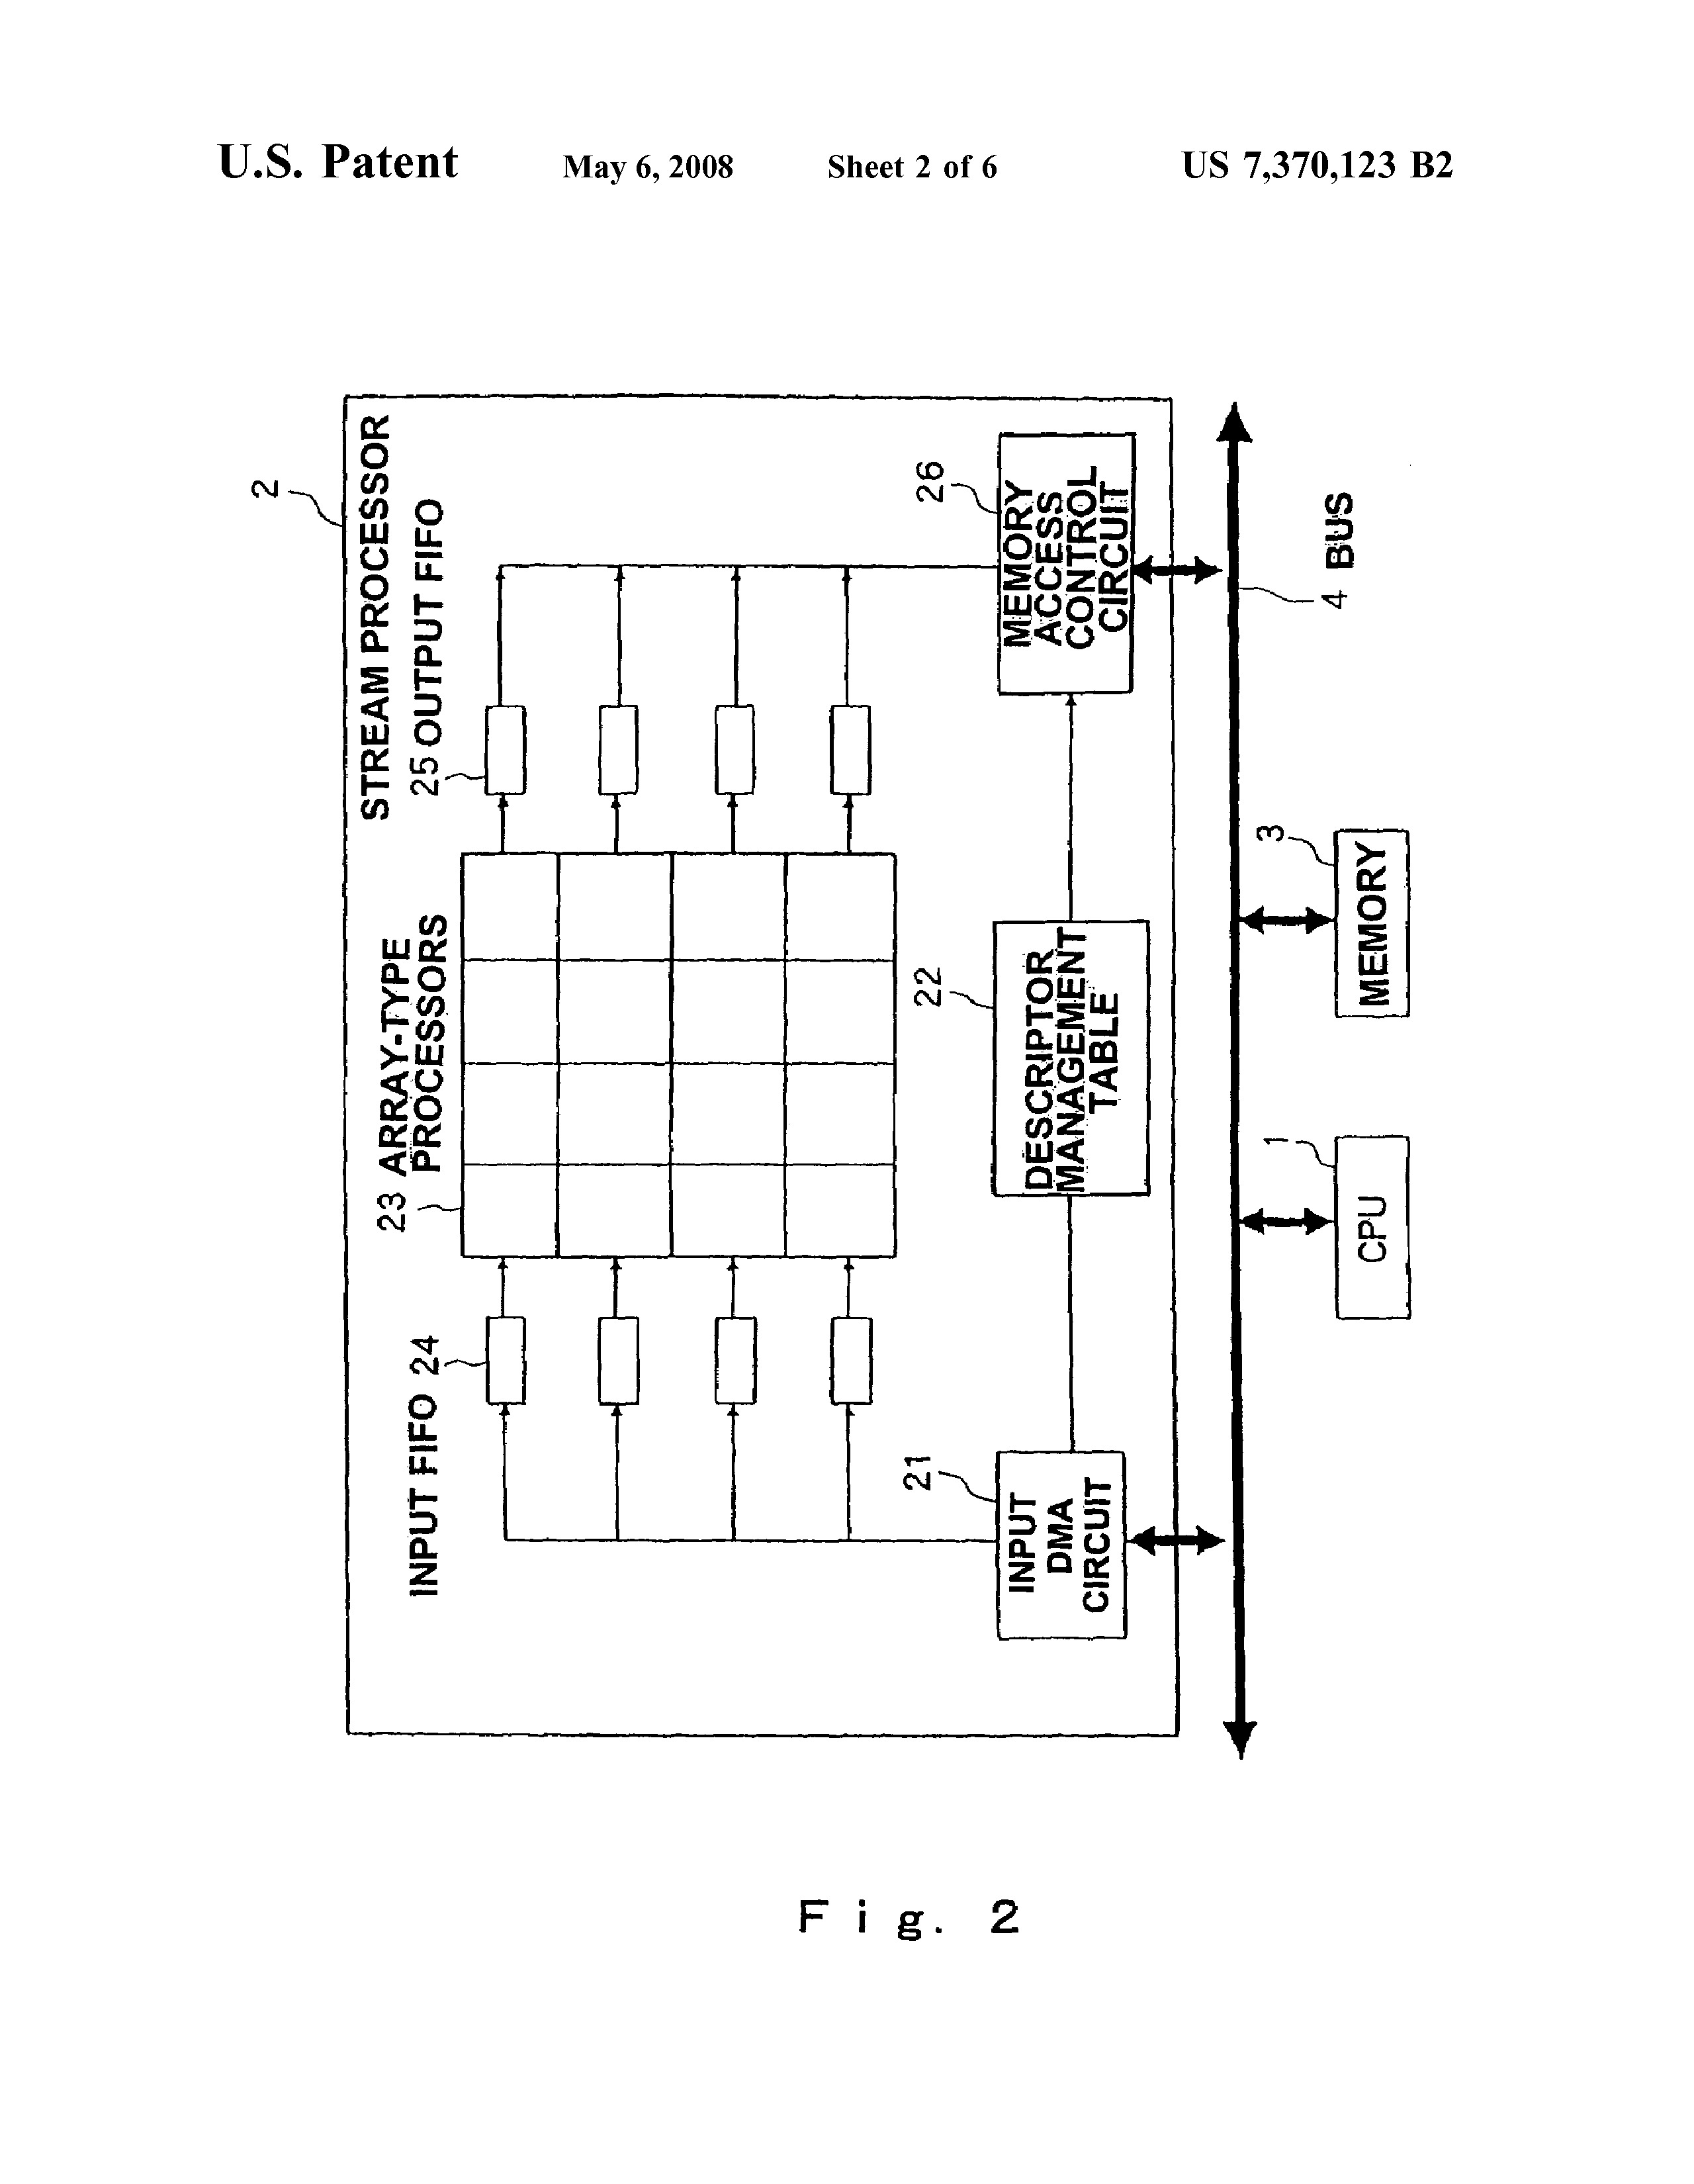 U.S. Patent May 6, 2008 Sheet 2 of 6 US 7,370,123 B2
2
STREAM PROCESSOR
INPUT FIFO 24
23 ARRAY-TYPE
PROCESSORS
25 OUTPUT FIFO
21
INPUT
DMA
CIRCUIT
22
DESCRIPTOR
MANAGEMENT
TABLE
26
MEMORY
ACCESS
CONTROL
CIRCUIT
1
CPU
3
MEMORY
4
BUS
Fig. 2